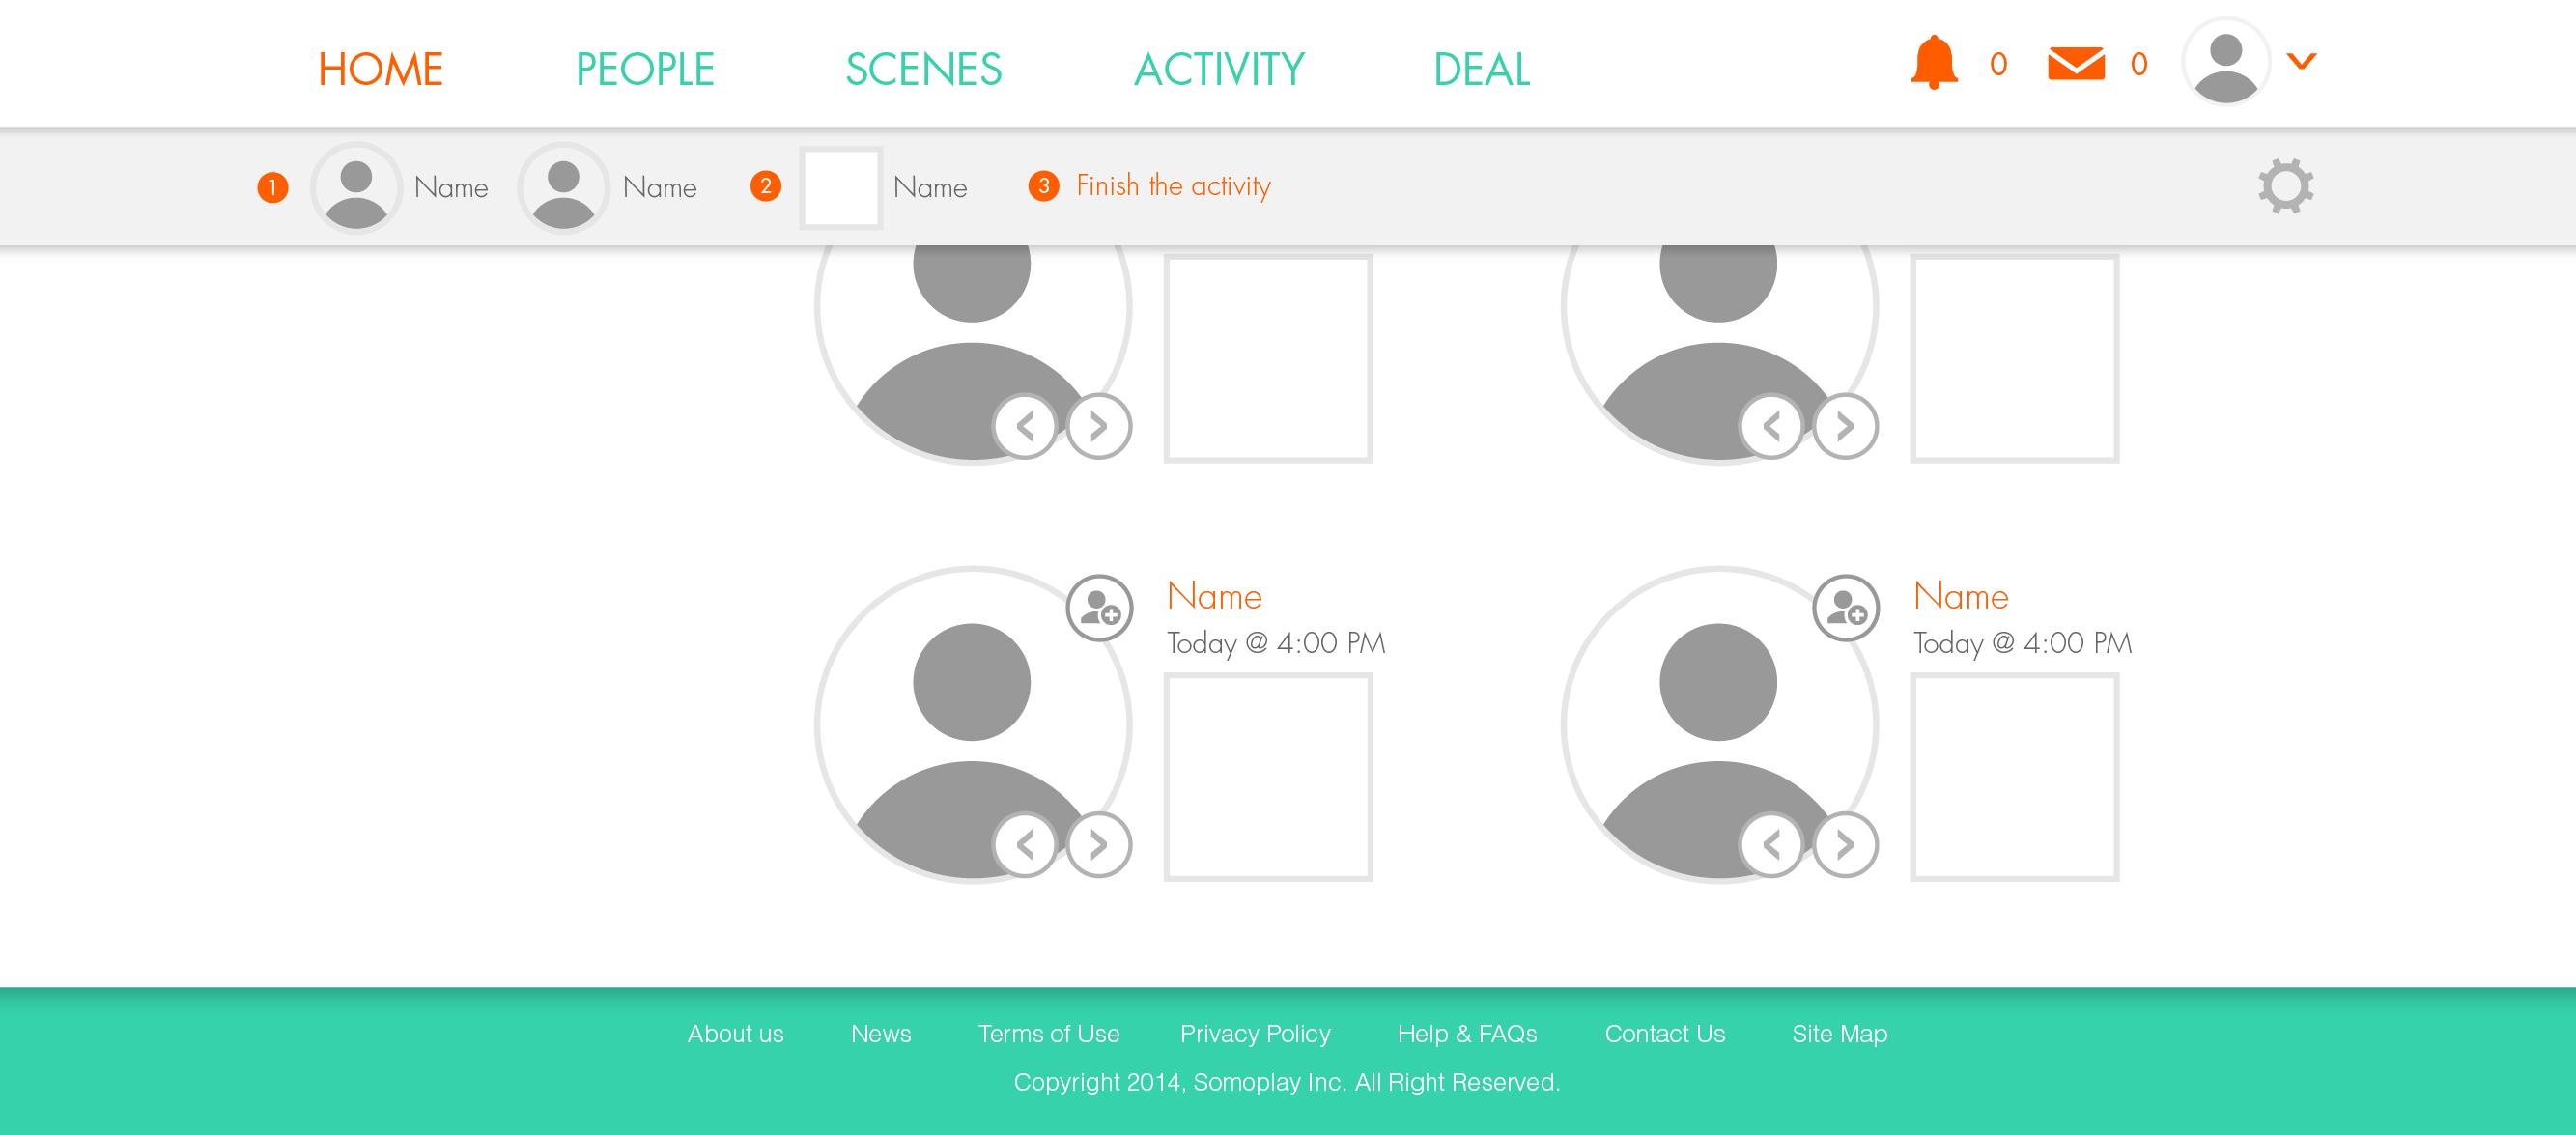 HOME PEOPLE SCENES ACTIVITY DEAL 0 0
1 Name Name 2 Name 3 Finish the activity
Name Name
Today @ 4:00 PM Today @ 4:00 PM
About us News Terms of Use Privacy Policy Help & FAQs Contact Us Site Map
Copyright 2014, Somoplay Inc. All Right Reserved.